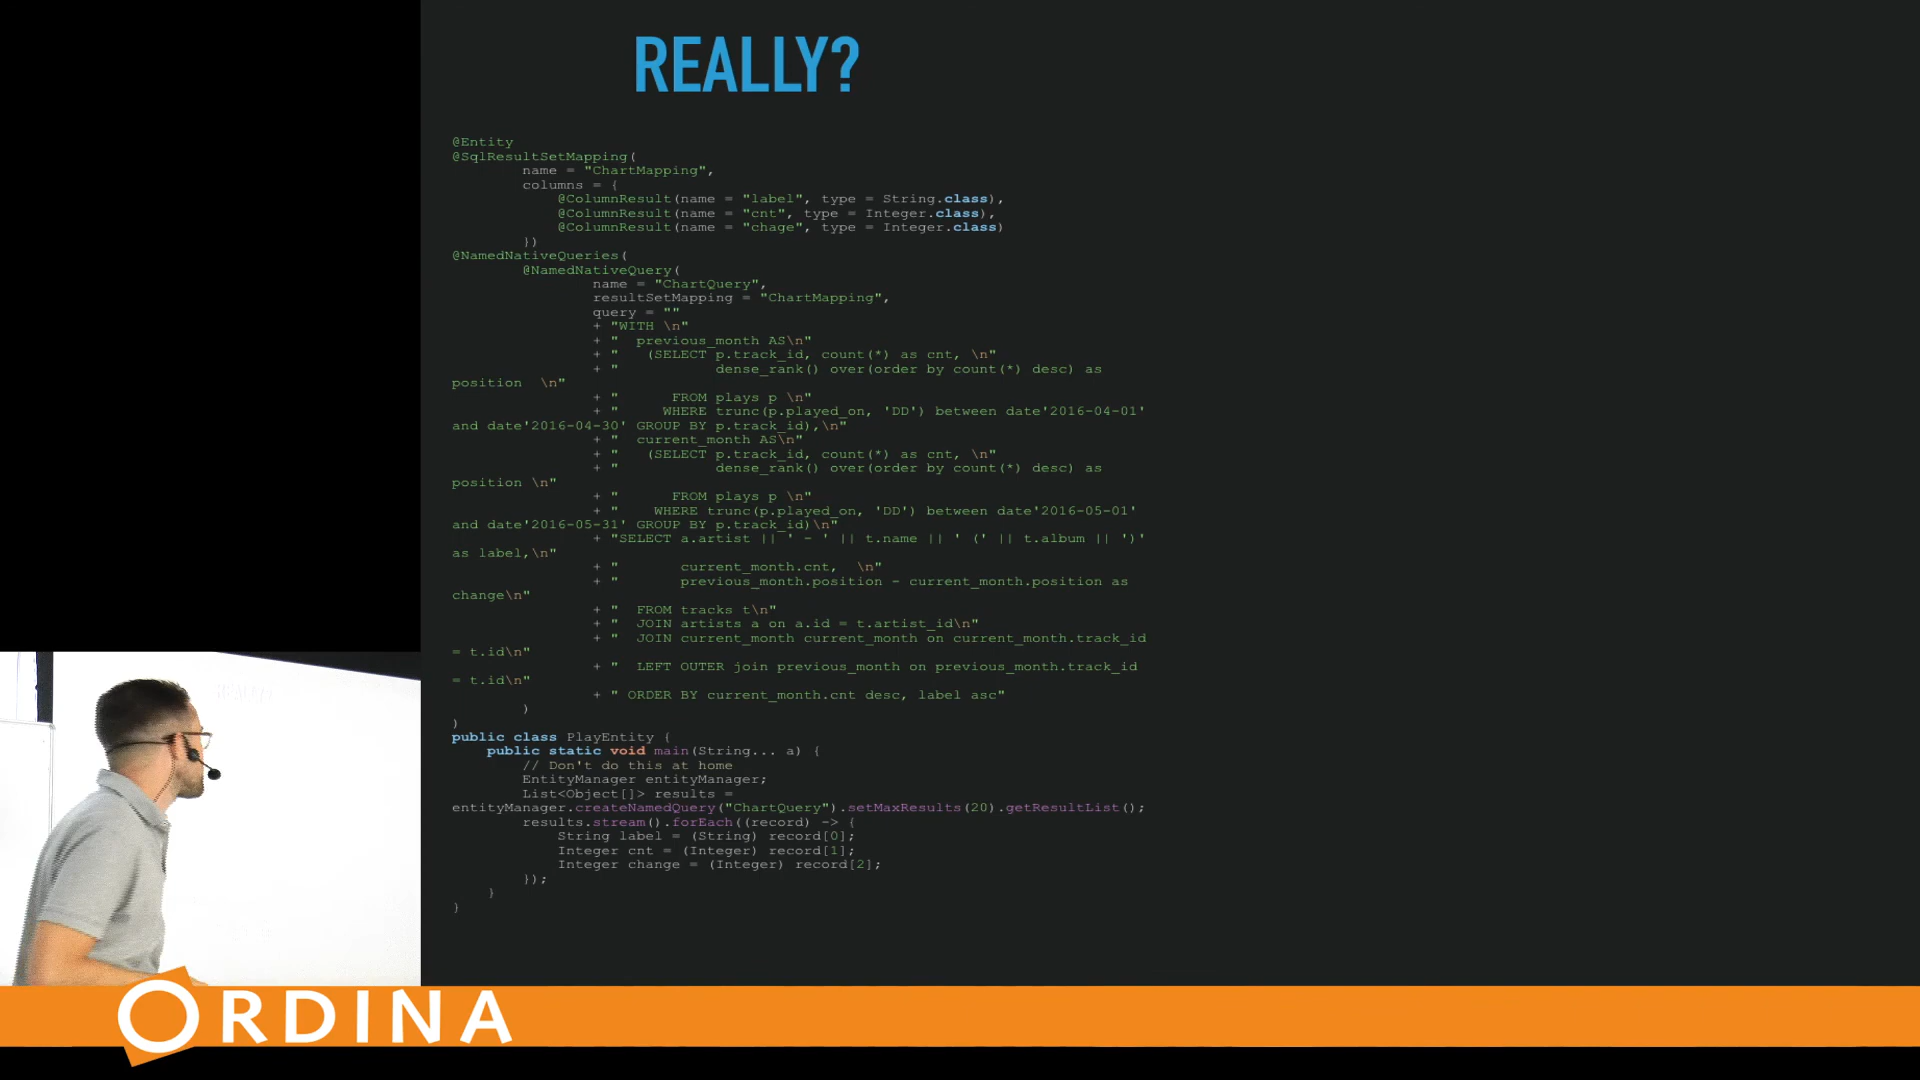 REALLY?
@Entity
@SqlResultSetMapping(
name = "ChartMapping",
columns = {
@ColumnResult(name = "label", type = String.class),
@ColumnResult(name = "cnt", type = Integer.class),
@ColumnResult(name = "chage", type = Integer.class)
})
@NamedNativeQueries(
@NamedNativeQuery(
name = "ChartQuery",
resultSetMapping = "ChartMapping",
query = ""
+ "WITH \n"
+ "  previous_month AS\n"
+ "   (SELECT p.track_id, count(*) as cnt, \n"
+ "           dense_rank() over(order by count(*) desc) as
position  \n"
+ "      FROM plays p \n"
+ "     WHERE trunc(p.played_on, 'DD') between date'2016-04-01'
and date'2016-04-30' GROUP BY p.track_id),\n"
+ "  current_month AS\n"
+ "   (SELECT p.track_id, count(*) as cnt, \n"
+ "           dense_rank() over(order by count(*) desc) as
position \n"
+ "      FROM plays p \n"
+ "    WHERE trunc(p.played_on, 'DD') between date'2016-05-01'
and date'2016-05-31' GROUP BY p.track_id)\n"
+ "SELECT a.artist || ' - ' || t.name || ' (' || t.album || ')'
as label,\n"
+ "       current_month.cnt,  \n"
+ "       previous_month.position - current_month.position as
change\n"
+ "  FROM tracks t\n"
+ "  JOIN artists a on a.id = t.artist_id\n"
+ "  JOIN current_month current_month on current_month.track_id
= t.id\n"
+ "  LEFT OUTER join previous_month on previous_month.track_id
= t.id\n"
+ " ORDER BY current_month.cnt desc, label asc"
)
)
public class PlayEntity {
public static void main(String... a) {
// Don't do this at home
EntityManager entityManager;
List<Object[]> results =
entityManager.createNamedQuery("ChartQuery").setMaxResults(20).getResultList();
results.stream().forEach((record) -> {
String label = (String) record[0];
Integer cnt = (Integer) record[1];
Integer change = (Integer) record[2];
});
}
}
ORDINA